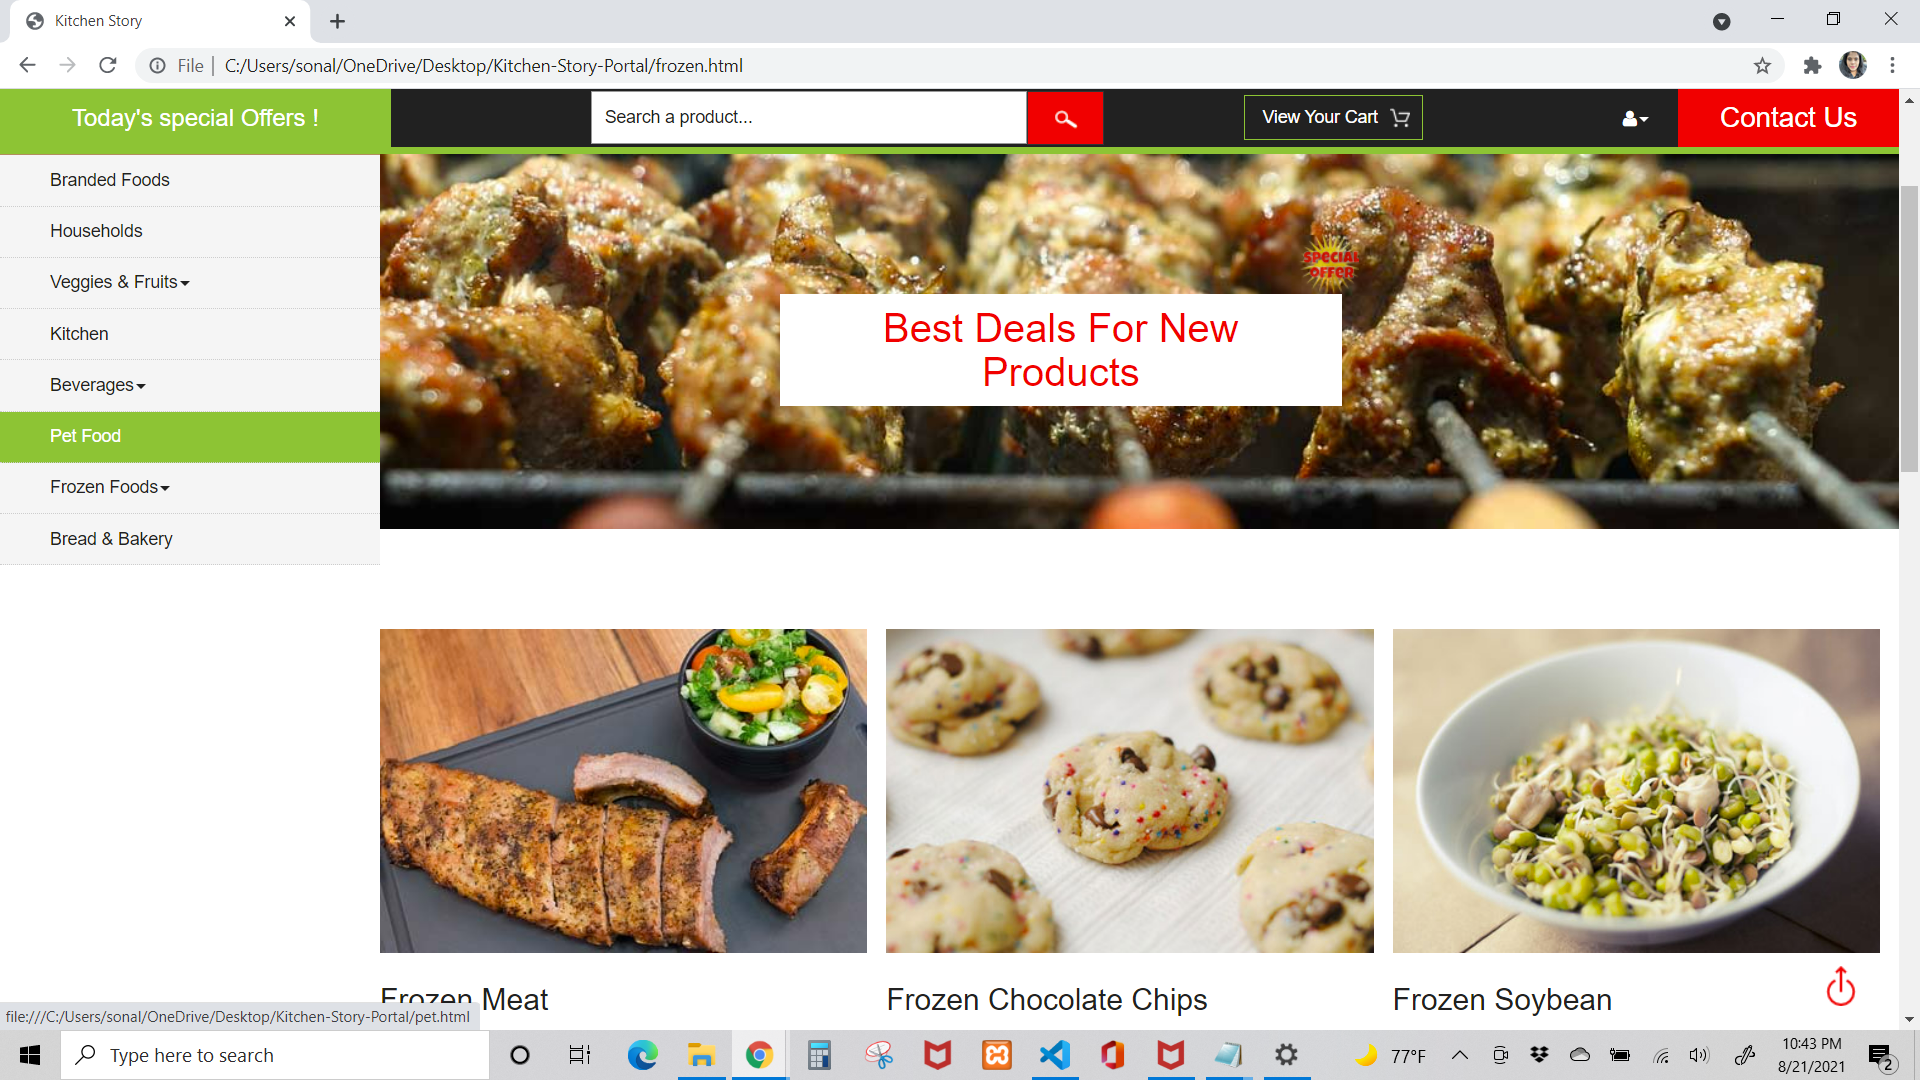 Kitchen Story
File
C:/Users/sonal/OneDrive/Desktop/Kitchen-Story-Portal/frozen.html
Today's special Offers !
Search a product...
View Your Cart
Contact Us
Branded Foods
Households
Veggies & Fruits
Kitchen
Beverages
Pet Food
Frozen Foods
Bread & Bakery
SPECIAL
OFFER
Best Deals For New
Products
Frozen Meat
Frozen Chocolate Chips
Frozen Soybean
file:///C:/Users/sonal/OneDrive/Desktop/Kitchen-Story-Portal/pet.html
Type here to search
77°F
10:43 PM
8/21/2021
2